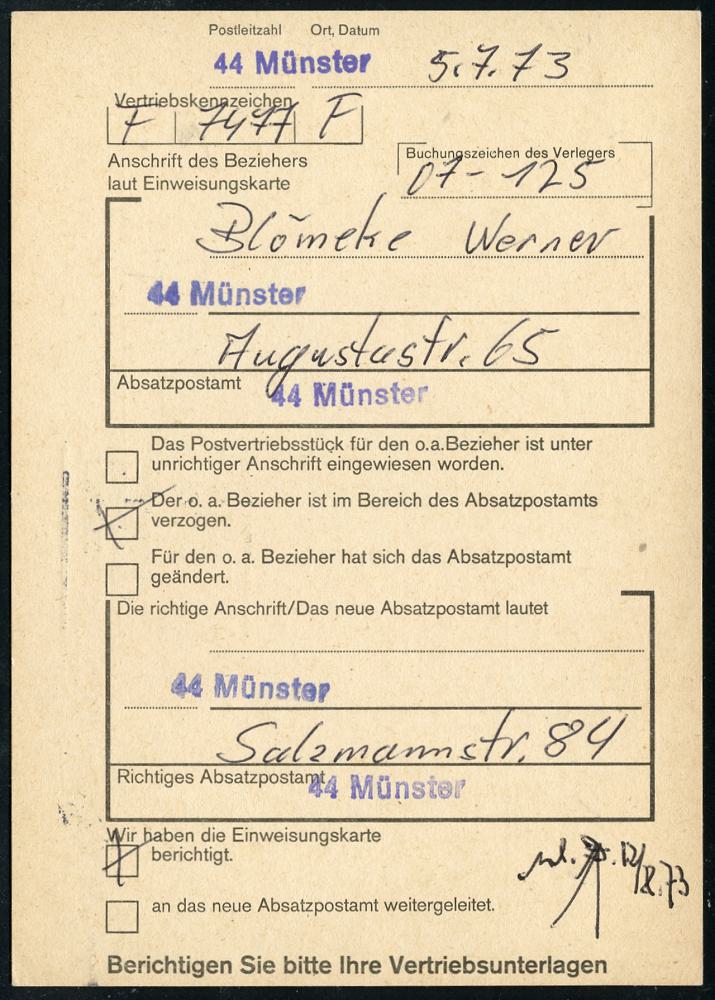 Postleitzahl Ort, Datum
44 Münster 5.7.73
Vertriebskennzeichen
F 7477 F
Anschrift des Beziehers
laut Einweisungskarte
Buchungszeichen des Verlegers
07-125
Blömeke Werner
44 Münster
Augustastr. 65
Absatzpostamt 44 Münster
Das Postvertriebsstück für den o.a.Bezieher ist unter
unrichtiger Anschrift eingewiesen worden.
Der o. a. Bezieher ist im Bereich des Absatzpostamts
verzogen.
Für den o. a. Bezieher hat sich das Absatzpostamt
geändert.
Die richtige Anschrift/Das neue Absatzpostamt lautet
44 Münster
Salzmannstr. 84
Richtiges Absatzpostamt 44 Münster
Wir haben die Einweisungskarte
berichtigt.
an das neue Absatzpostamt weitergeleitet.
Berichtigen Sie bitte Ihre Vertriebsunterlagen